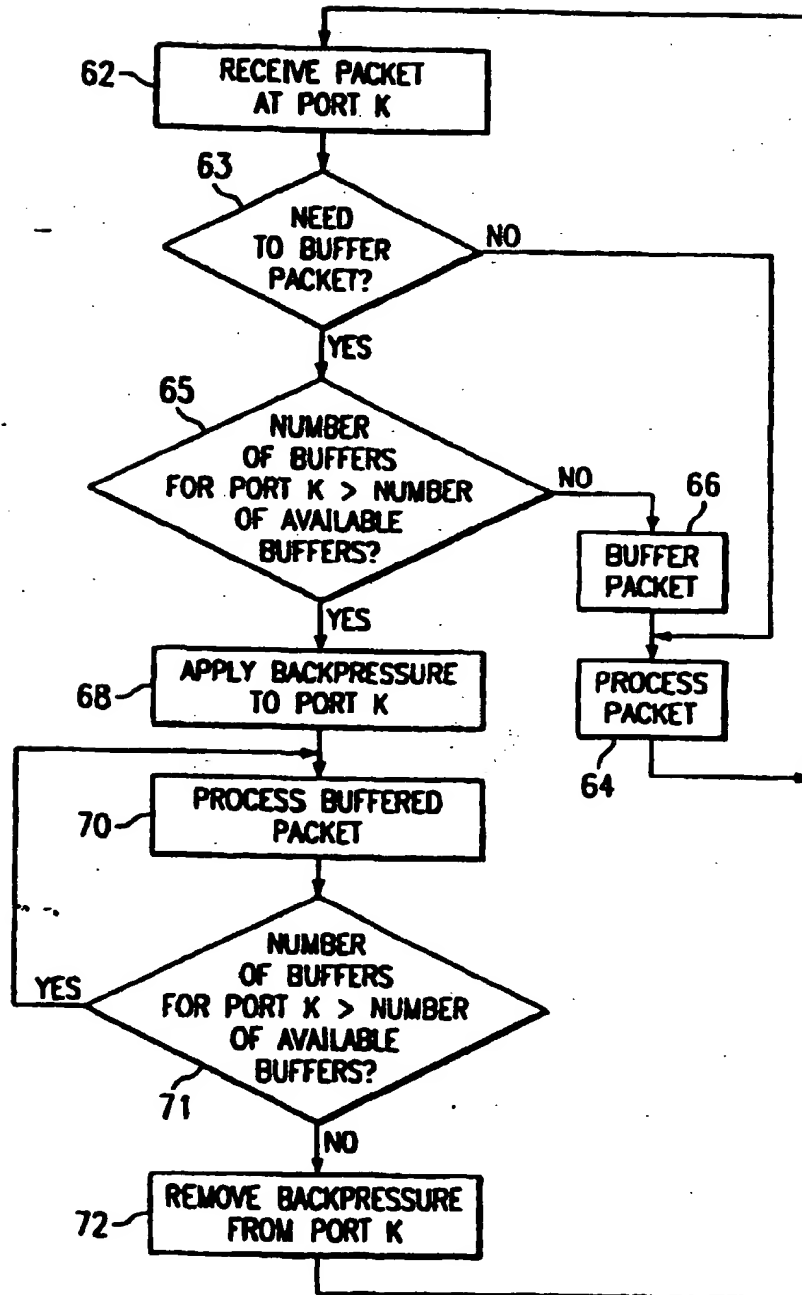 62
RECEIVE PACKET
AT PORT K
63
NEED
TO BUFFER
PACKET?
NO
YES
65
NUMBER
OF BUFFERS
FOR PORT K > NUMBER
OF AVAILABLE
BUFFERS?
NO
66
BUFFER
PACKET
YES
68
APPLY BACKPRESSURE
TO PORT K
PROCESS
PACKET
64
70
PROCESS BUFFERED
PACKET
NUMBER
OF BUFFERS
FOR PORT K > NUMBER
OF AVAILABLE
BUFFERS?
YES
71
NO
72
REMOVE BACKPRESSURE
FROM PORT K